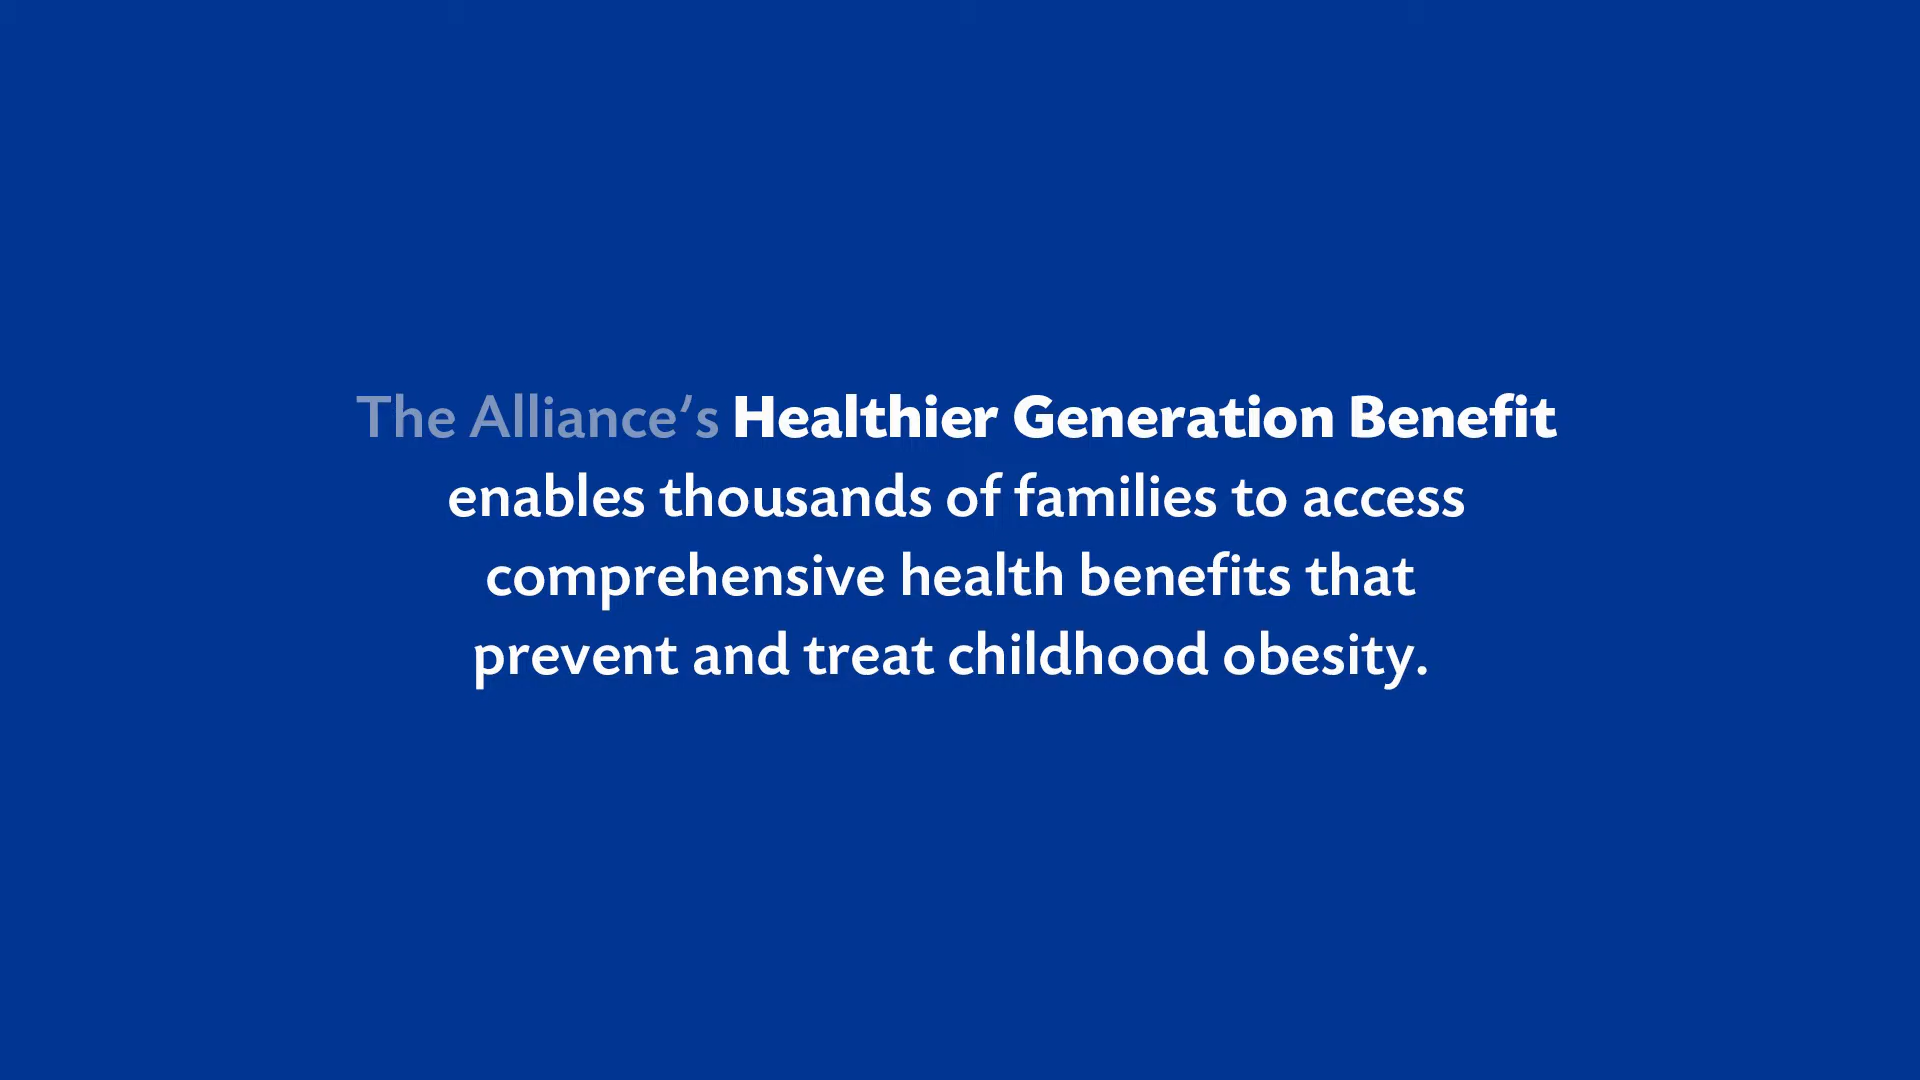 The Alliance’s Healthier Generation Benefit
enables thousands of families to access
comprehensive health benefits that
prevent and treat childhood obesity.